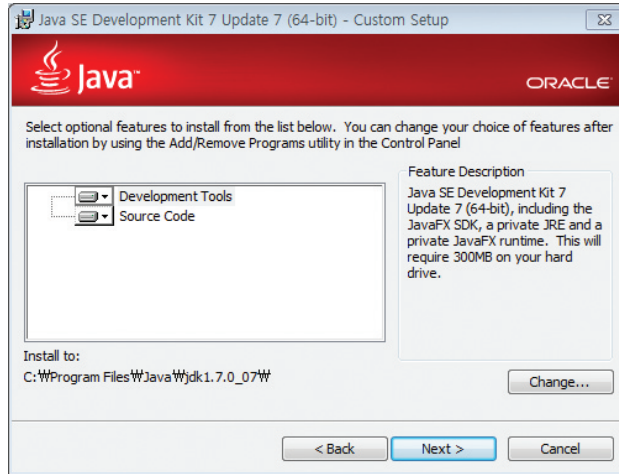 Java SE Development Kit 7 Update 7 (64-bit) - Custom Setup
Java™
ORACLE
Select optional features to install from the list below. You can change your choice of features after
installation by using the Add/Remove Programs utility in the Control Panel
Development Tools
Source Code
Feature Description
Java SE Development Kit 7
Update 7 (64-bit), including the
JavaFX SDK, a private JRE and a
private JavaFX runtime. This will
require 300MB on your hard
drive.
Install to:
C:₩Program Files₩Java₩jdk1.7.0_07₩
Change...
< Back
Next >
Cancel